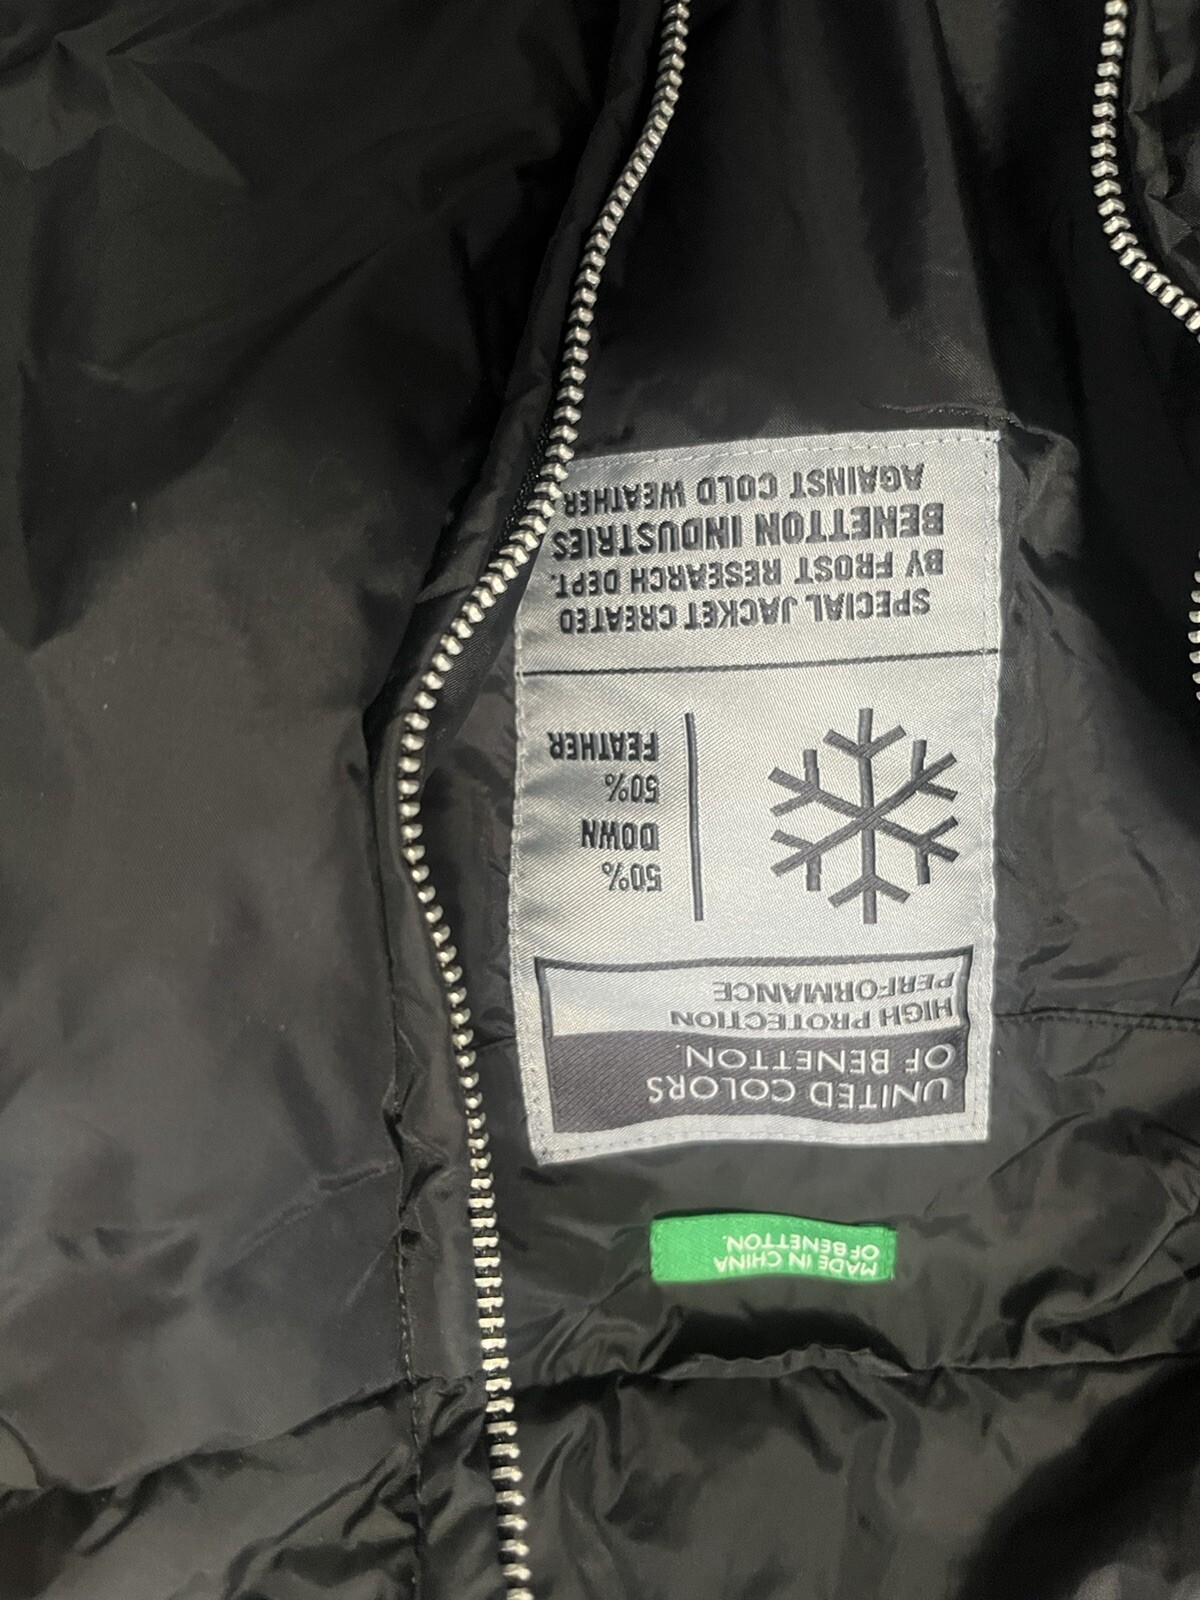 MADE IN CHINA
OF BENETTON.
UNITED COLORS
OF BENETTON.
HIGH PROTECTION
PERFORMANCE
50%
DOWN
50%
FEATHER
SPECIAL JACKET CREATED
BY FROST RESEARCH DEPT.
BENETTON INDUSTRIES
AGAINST COLD WEATHER